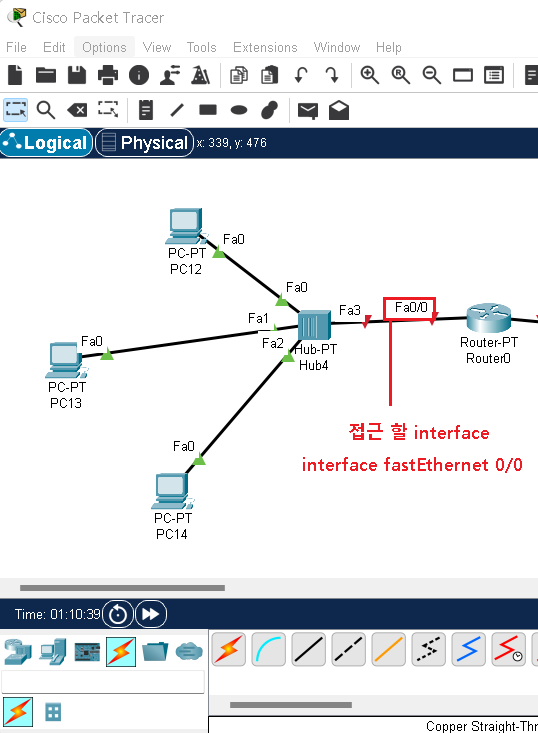 Cisco Packet Tracer
File Edit Options View Tools Extensions Window Help
Logical Physical x: 339, y: 476
Fa0
PC-PT
PC12
Fa0
Fa1
Fa2
Fa3
Fa0/0
Hub-PT
Hub4
Router-PT
Router0
Fa0
PC-PT
PC13
접근 할 interface
interface fastEthernet 0/0
Fa0
PC-PT
PC14
Time: 01:10:39
Copper Straight-Thr